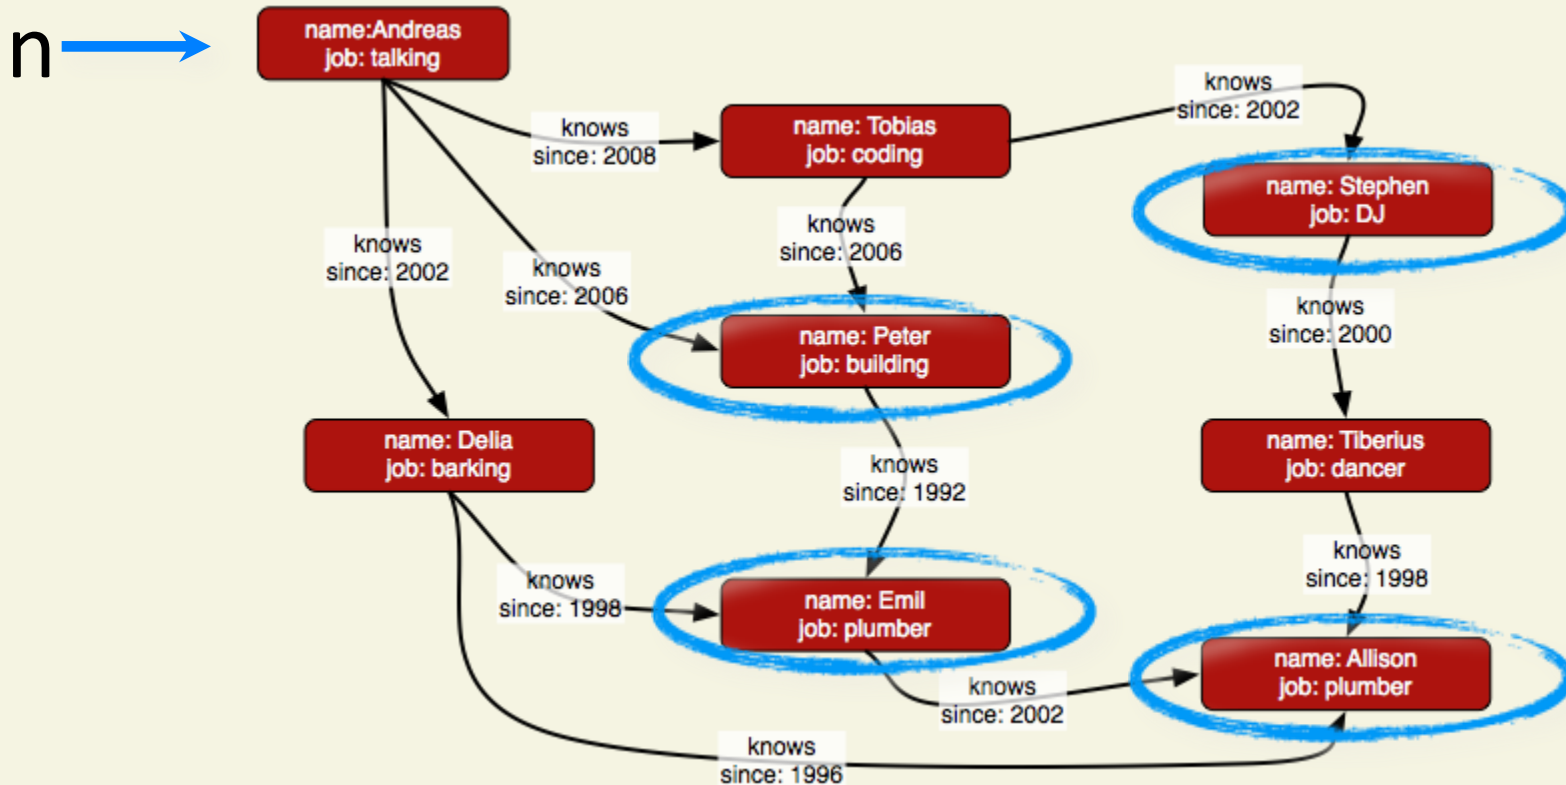 n
name:Andreas
job: talking
knows
since: 2002
knows
since: 2008
name: Tobias
job: coding
knows
since: 2002
name: Stephen
job: DJ
knows
since: 2006
knows
since: 2002
knows
since: 2006
knows
since: 2000
name: Peter
job: building
name: Delia
job: barking
name: Tiberius
job: dancer
knows
since: 1992
knows
since: 1998
knows
since: 1998
name: Emil
job: plumber
name: Allison
job: plumber
knows
since: 2002
knows
since: 1996